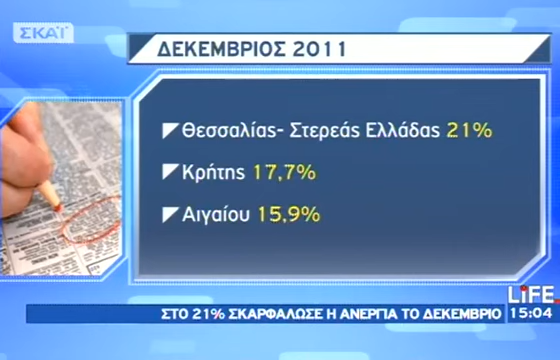 ΣΚΑΪ
ΔΕΚΕΜΒΡΙΟΣ 2011
Θεσσαλίας- Στερεάς Ελλάδας 21%
Κρήτης 17,7%
Αιγαίου 15,9%
LiFE
ΣΤΟ 21% ΣΚΑΡΦΑΛΩΣΕ Η ΑΝΕΡΓΙΑ ΤΟ ΔΕΚΕΜΒΡΙΟ 15:04